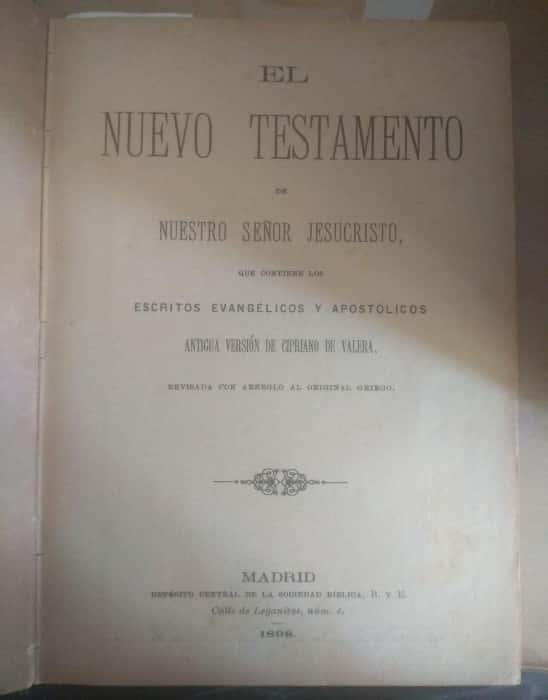 EL
NUEVO TESTAMENTO
DE
NUESTRO SEÑOR JESUCRISTO,
QUE CONTIENE LOS
ESCRITOS EVANGÉLICOS Y APOSTÓLICOS
ANTIGUA VERSIÓN DE CIPRIANO DE VALERA,
REVISADA CON ARREGLO AL ORIGINAL GRIEGO.
MADRID
DEPÓSITO CENTRAL DE LA SOCIEDAD BÍBLICA, B. Y E.
Calle de Leganitos, núm. 4.
1898.